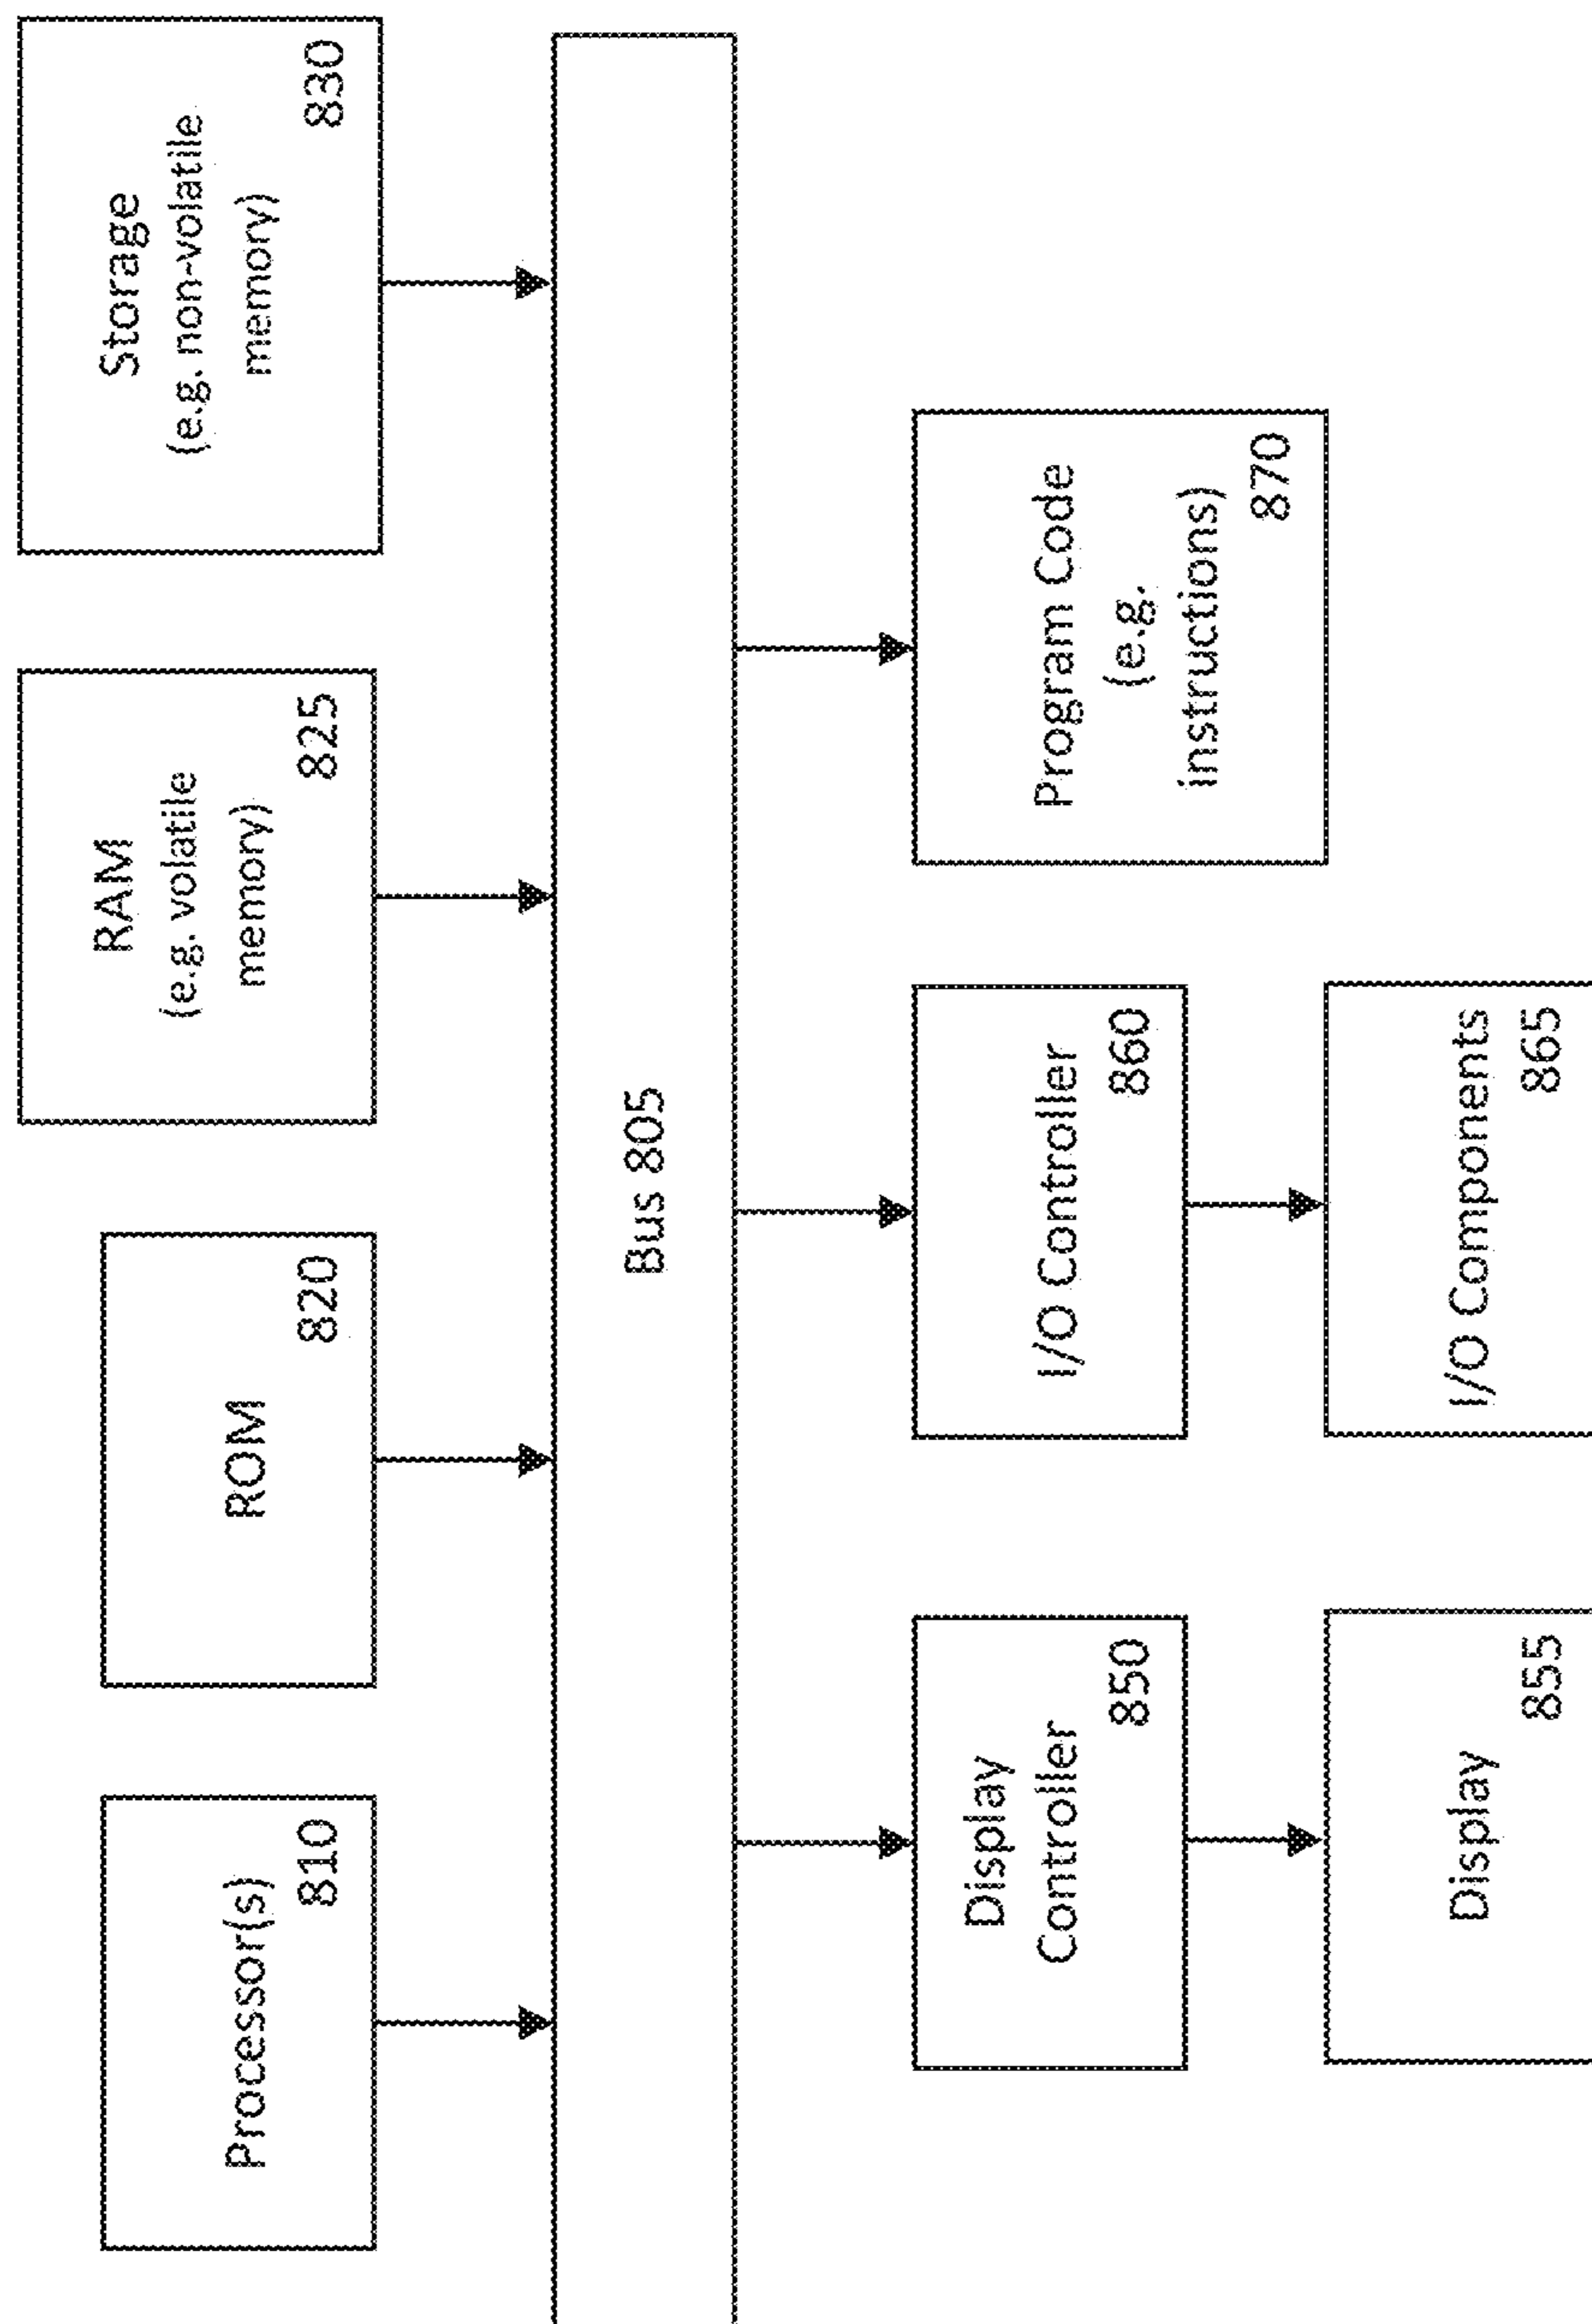 Processor(s)
810
ROM
820
RAM
(e.g. volatile
memory)
825
Storage
(e.g. non-volatile
memory)
830
Bus 805
Display
Controller
850
I/O Controller
860
Program Code
(e.g.
instructions)
870
Display
855
I/O Components
865